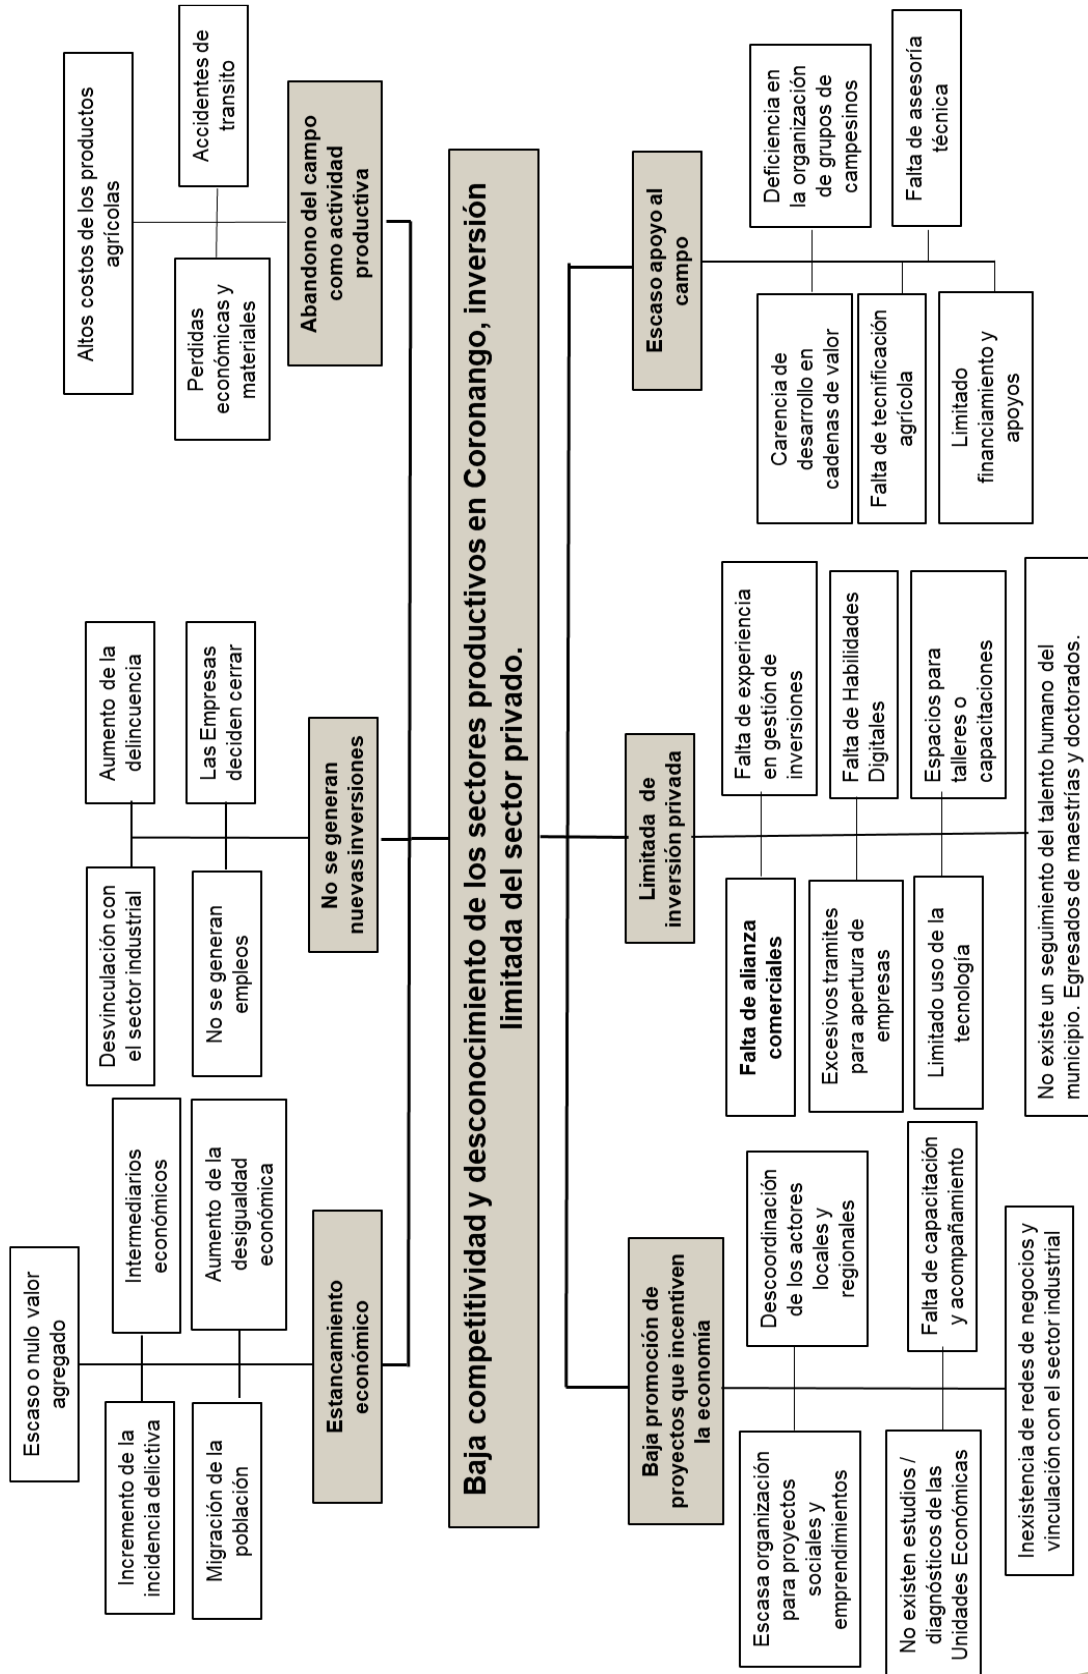 Escaso o nulo valor
agregado
Incremento de la
incidencia delictiva
Intermediarios
económicos
Migración de la
población
Aumento de la
desigualdad
económica
Estancamiento
económico
Desvinculación con
el sector industrial
Aumento de la
delincuencia
No se generan
empleos
Las Empresas
deciden cerrar
No se generan
nuevas inversiones
Altos costos de los productos
agrícolas
Perdidas
económicas y
materiales
Accidentes de
transito
Abandono del campo
como actividad
productiva
Baja competitividad y desconocimiento de los sectores productivos en Coronango, inversión
limitada del sector privado.
Baja promoción de
proyectos que incentiven
la economía
Escasa organización
para proyectos
sociales y
emprendimientos
Descoordinación
de los actores
locales y
regionales
No existen estudios /
diagnósticos de las
Unidades Económicas
Falta de capacitación
y acompañamiento
Inexistencia de redes de negocios y
vinculación con el sector industrial
Limitada de
inversión privada
Falta de alianza
comerciales
Falta de experiencia
en gestión de
inversiones
Excesivos tramites
para apertura de
empresas
Falta de Habilidades
Digitales
Limitado uso de la
tecnología
Espacios para
talleres o
capacitaciones
No existe un seguimiento del talento humano del
municipio. Egresados de maestrías y doctorados.
Escaso apoyo al
campo
Carencia de
desarrollo en
cadenas de valor
Deficiencia en
la organización
de grupos de
campesinos
Falta de tecnificación
agrícola
Falta de asesoría
técnica
Limitado
financiamiento y
apoyos